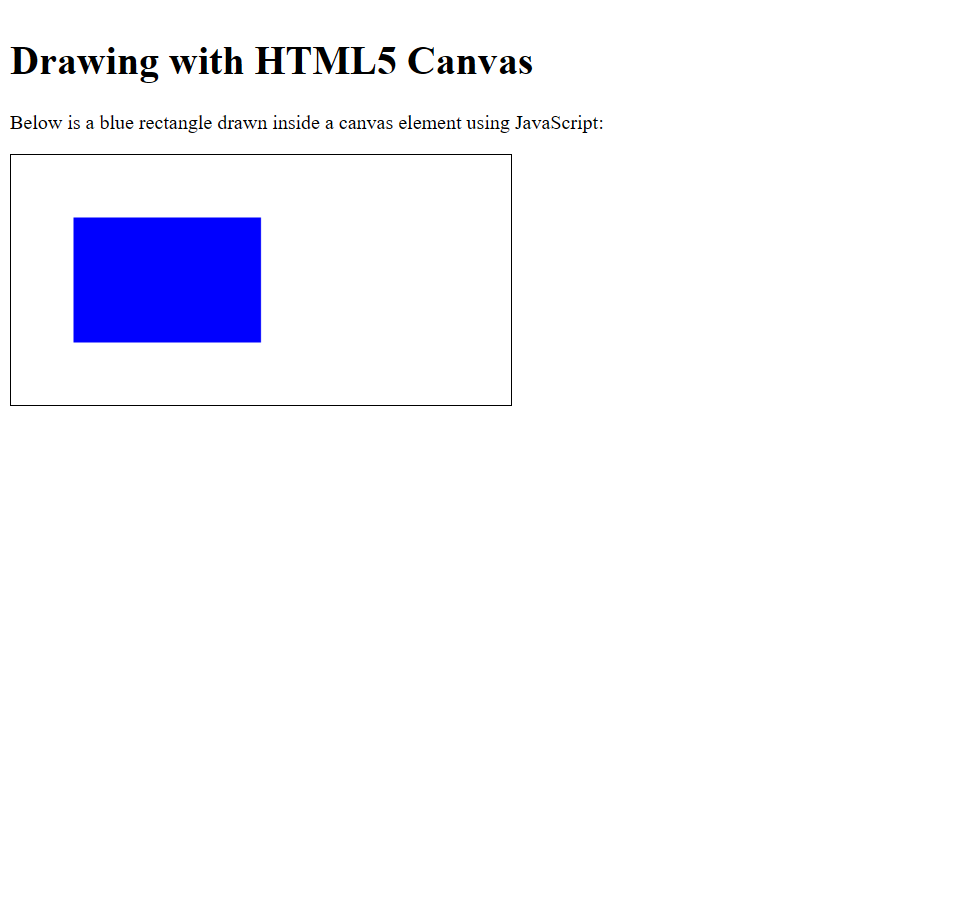 Drawing with HTML5 Canvas
Below is a blue rectangle drawn inside a canvas element using JavaScript: